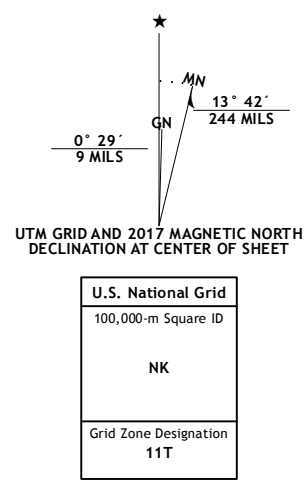 ★
MN
13° 42´
244 MILS
GN
0° 29´
9 MILS
UTM GRID AND 2017 MAGNETIC NORTH
DECLINATION AT CENTER OF SHEET
U.S. National Grid
100,000-m Square ID
NK
Grid Zone Designation
11T